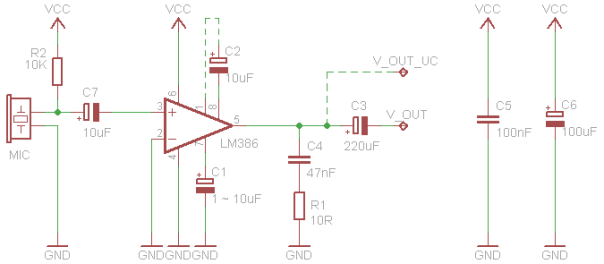 VCC
VCC
VCC
VCC
R2
10K
C7
10uF
MIC
C2
10uF
6
1
8
3
2
5
7
4
LM386
C1
1 ~ 10uF
V_OUT_UC
C3
V_OUT
220uF
C4
47nF
R1
10R
C5
100nF
C6
100uF
GND
GND
GND
GND
GND
GND
GND